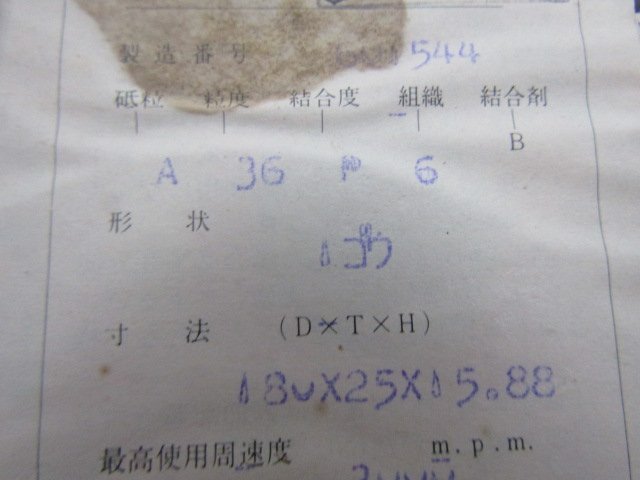 製造番号 544
砥粒 粒度 結合度 組織 結合剤
A 36 P 6 B
形状
1ゴウ
寸法 (D×T×H)
180X25X15.88
最高使用周速度 m.p.m.